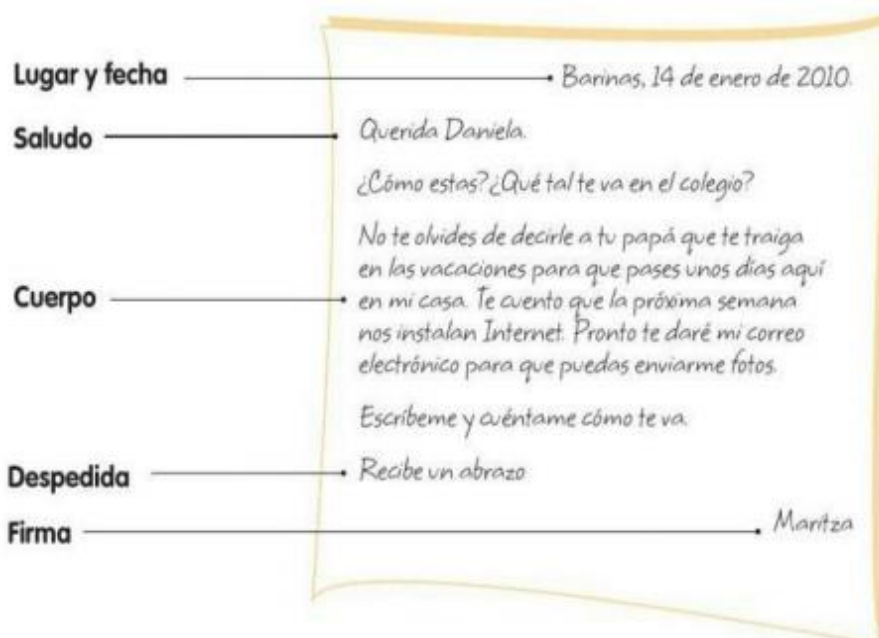 Lugar y fecha
Barinas, 14 de enero de 2010.
Saludo
Querida Daniela.
¿Cómo estas? ¿Qué tal te va en el colegio?
No te olvides de decirle a tu papá que te traiga
en las vacaciones para que pases unos días aquí
Cuerpo
en mi casa. Te cuento que la próxima semana
nos instalan Internet. Pronto te daré mi correo
electrónico para que puedas enviarme fotos.
Escríbeme y cuéntame cómo te va.
Despedida
Recibe un abrazo
Firma
Maritza